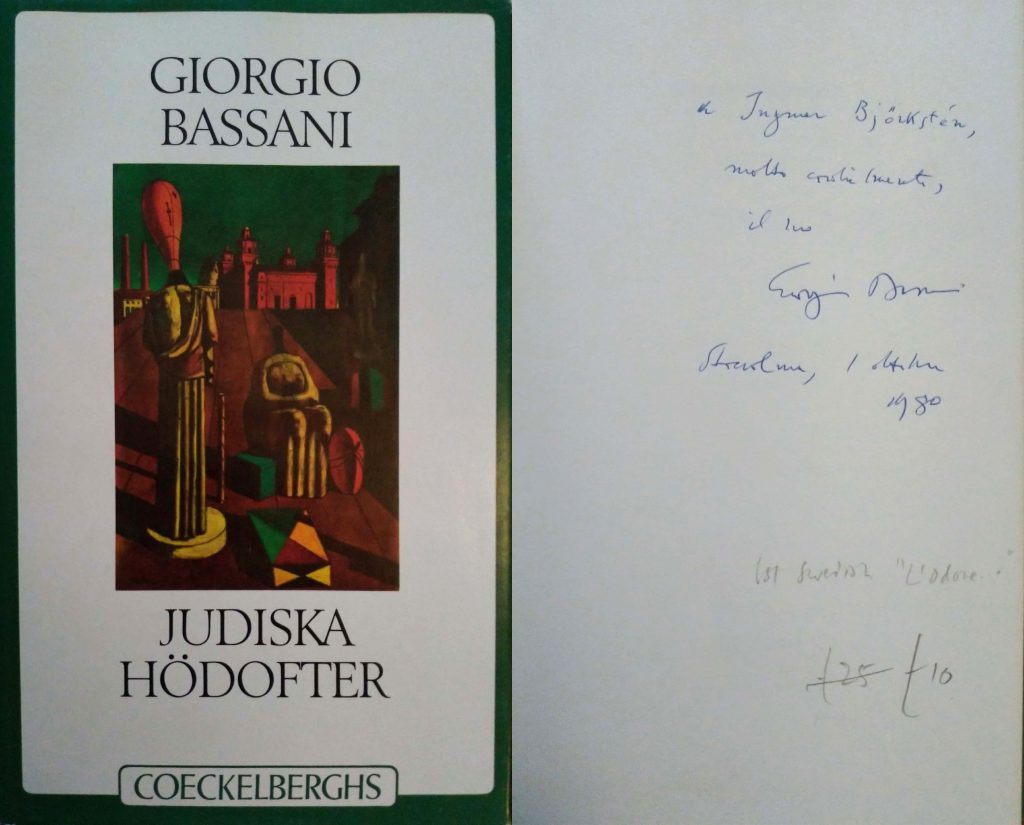 GIORGIO
BASSANI
JUDISKA
HÖDOFTER
COECKELBERGHS
a Ingmar Björkstén,
molto cordialmente,
il suo
Giorgio Bassani
Stoccolma, 1 ottobre
1980
1st Swedish "L'odore..."
£25 £10